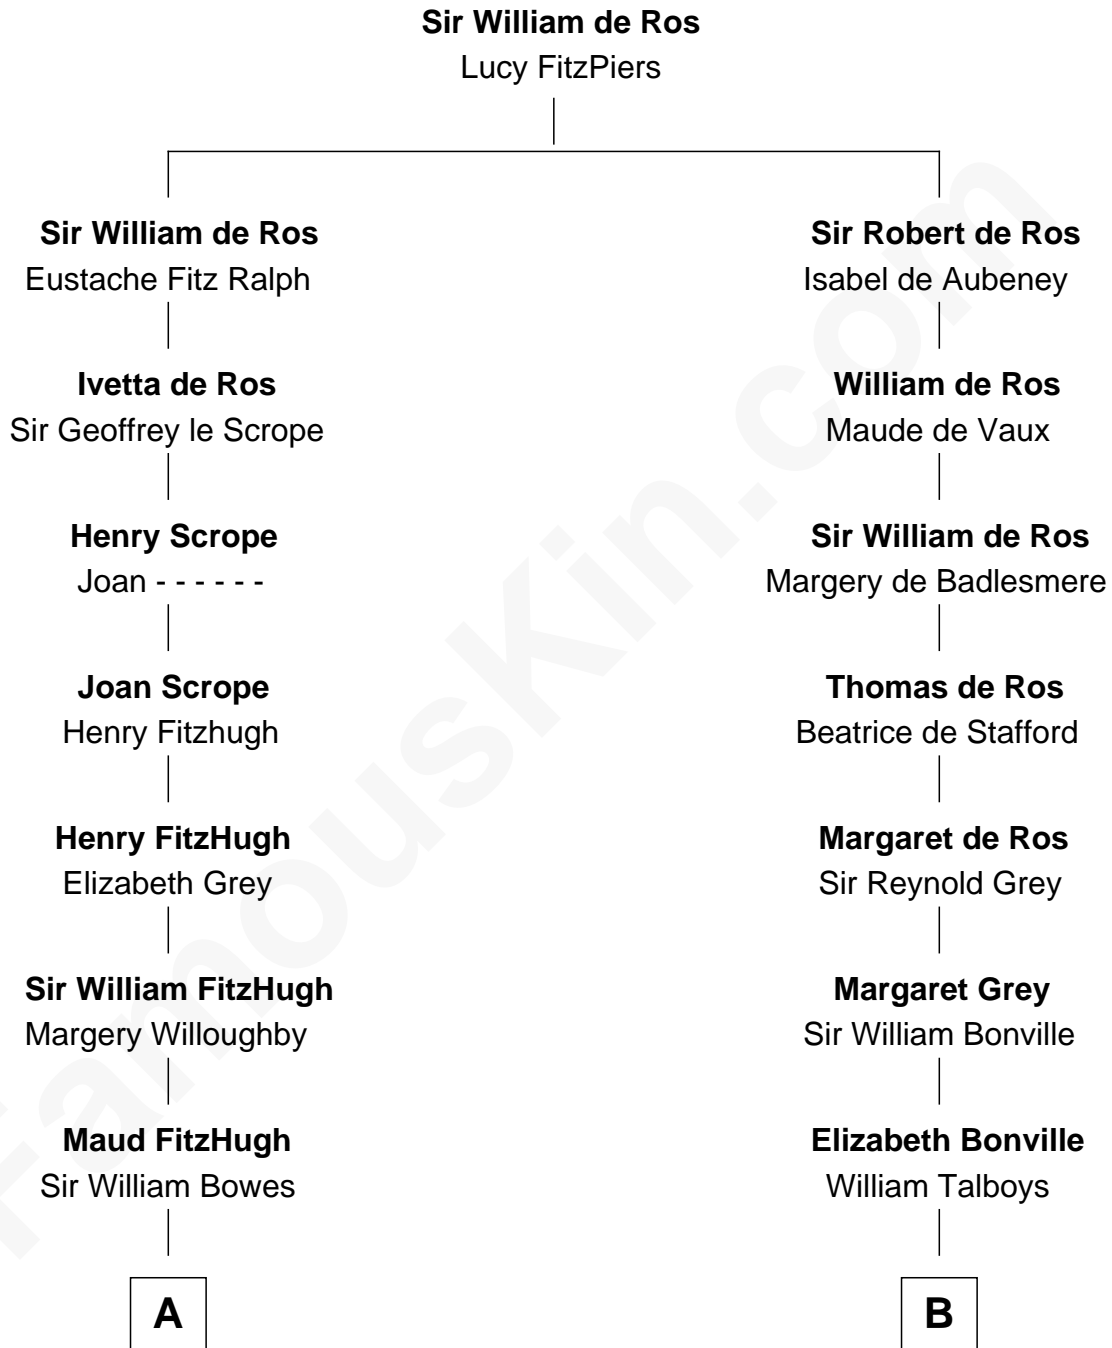 Sir William de Ros
Lucy FitzPiers
Sir William de Ros
Eustache Fitz Ralph
Sir Robert de Ros
Isabel de Aubeney
Ivetta de Ros
Sir Geoffrey le Scrope
William de Ros
Maude de Vaux
Henry Scrope
Joan - - - - - -
Sir William de Ros
Margery de Badlesmere
Joan Scrope
Henry Fitzhugh
Thomas de Ros
Beatrice de Stafford
Henry FitzHugh
Elizabeth Grey
Margaret de Ros
Sir Reynold Grey
Sir William FitzHugh
Margery Willoughby
Margaret Grey
Sir William Bonville
Maud FitzHugh
Sir William Bowes
Elizabeth Bonville
William Talboys
A
B
FamousKin.com